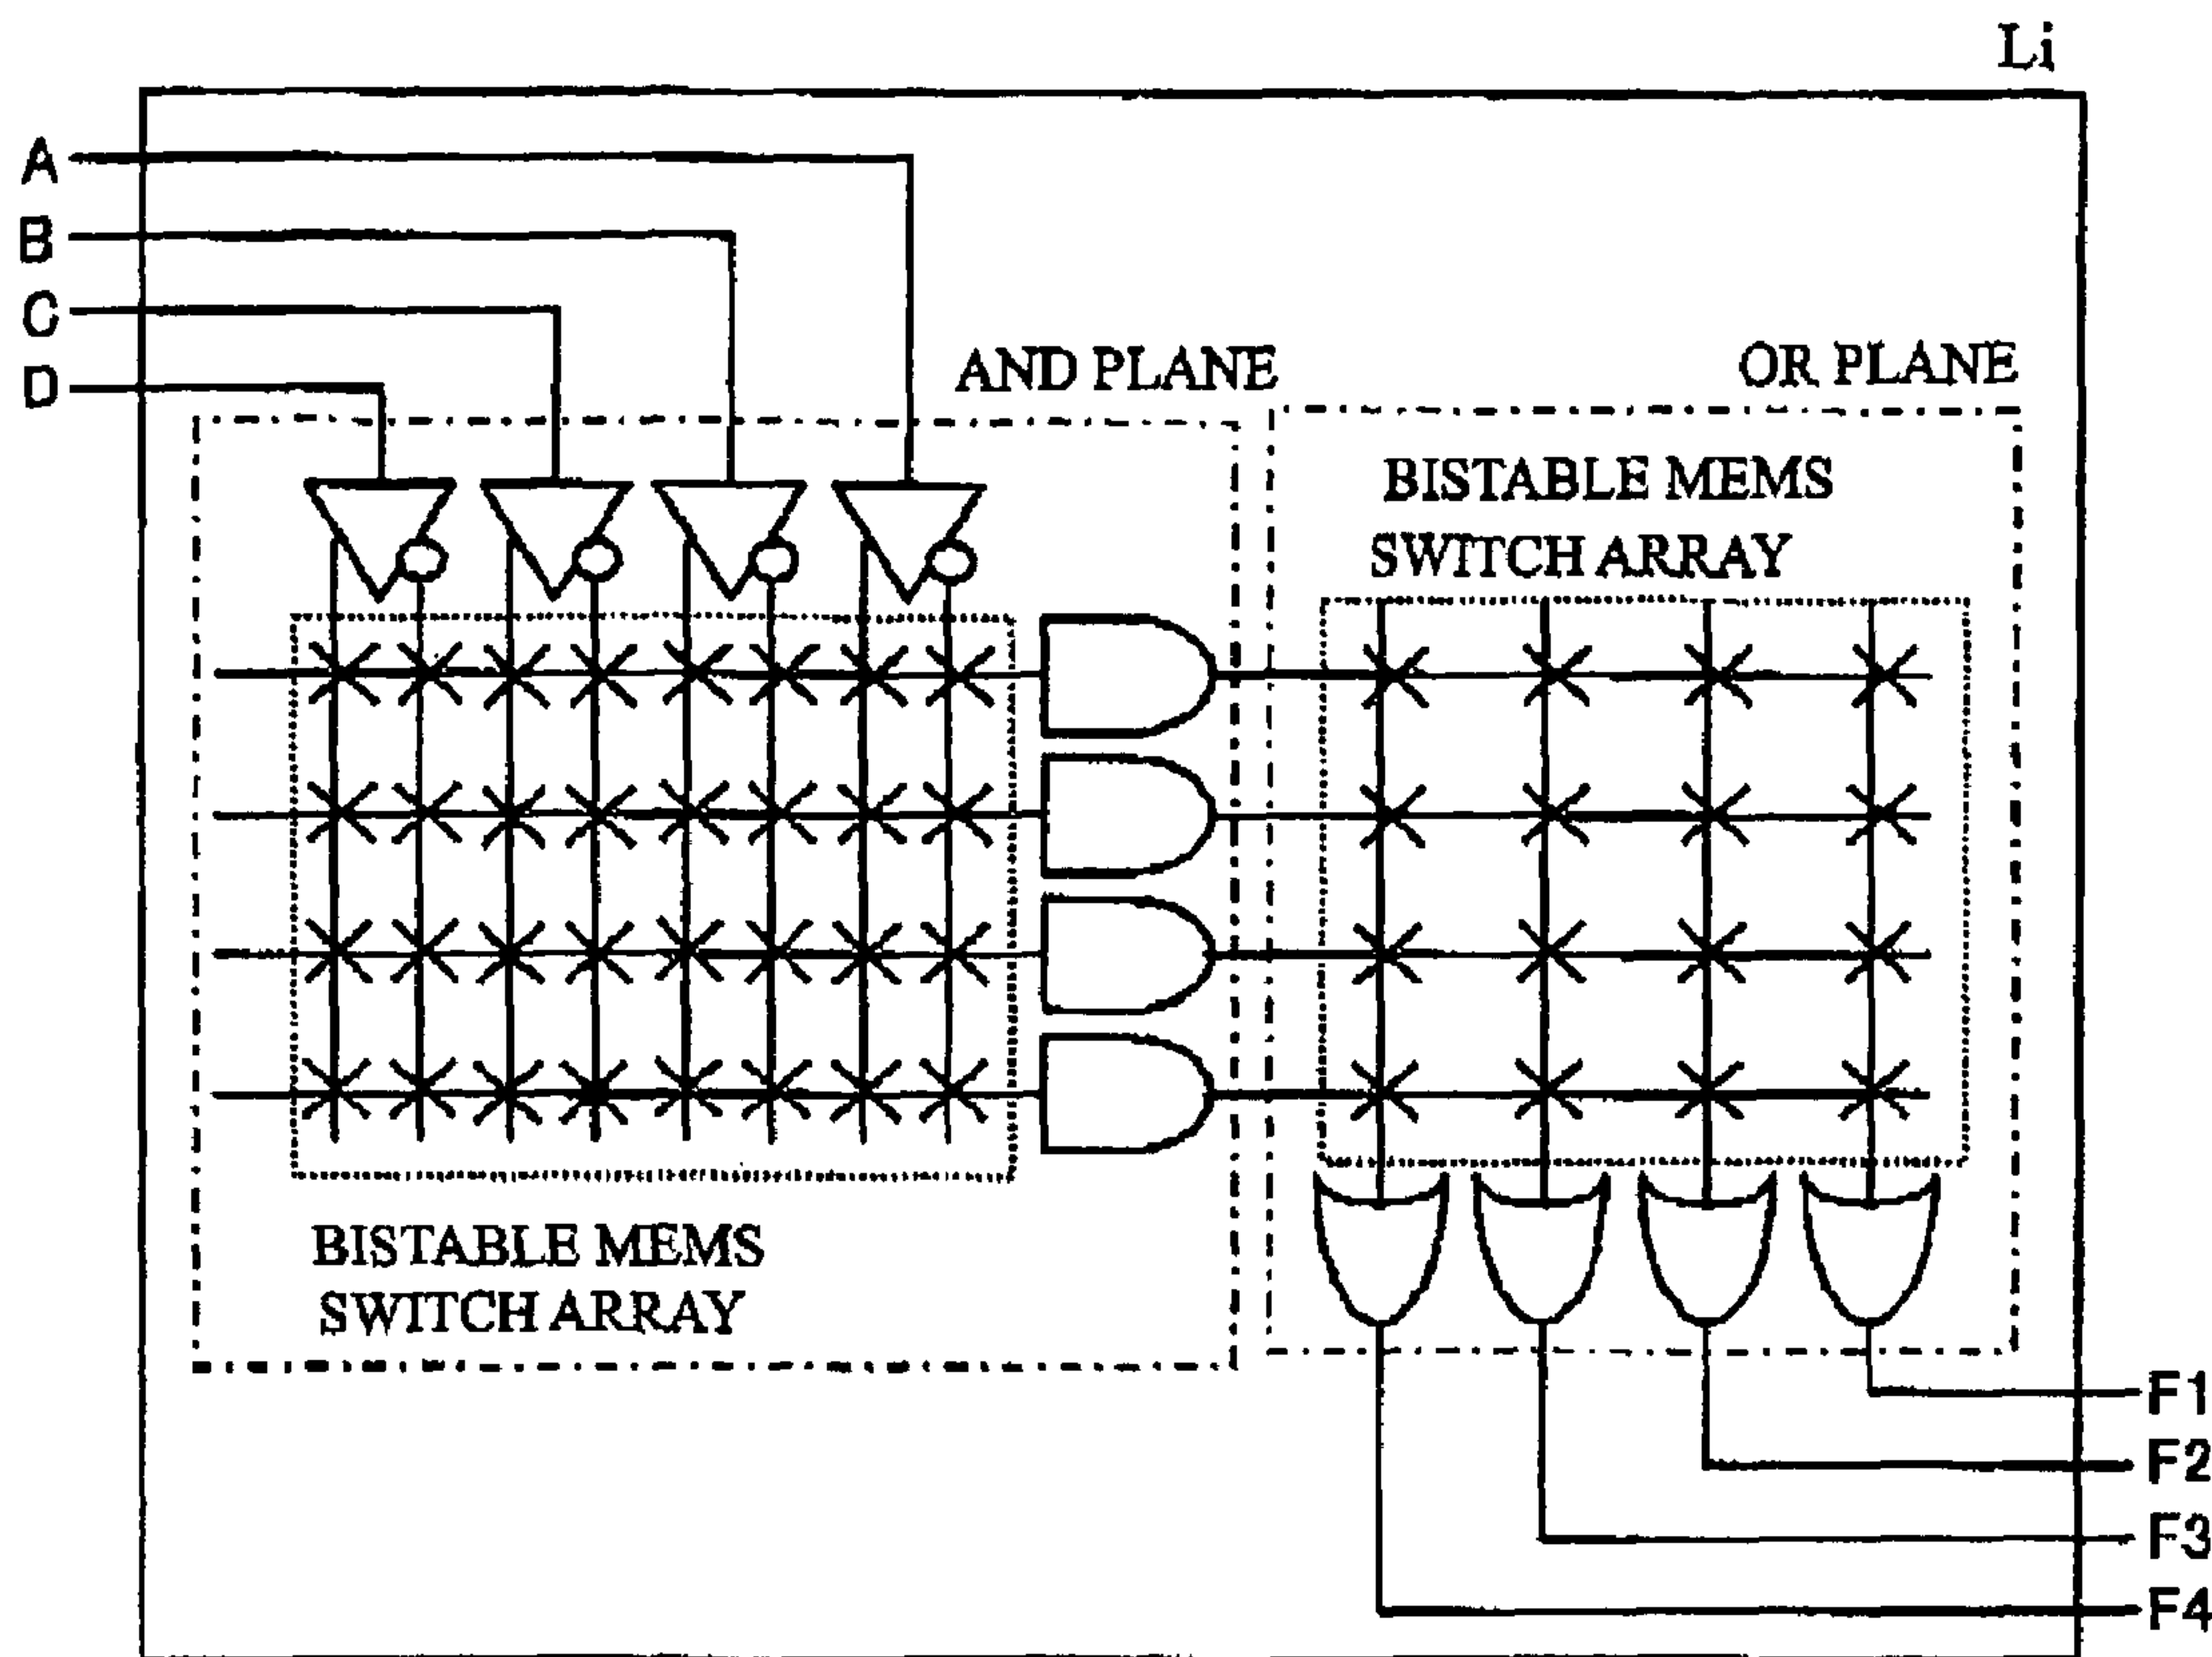 Li
A
B
C
D
AND PLANE
OR PLANE
BISTABLE MEMS
SWITCH ARRAY
BISTABLE MEMS
SWITCH ARRAY
F1
F2
F3
F4